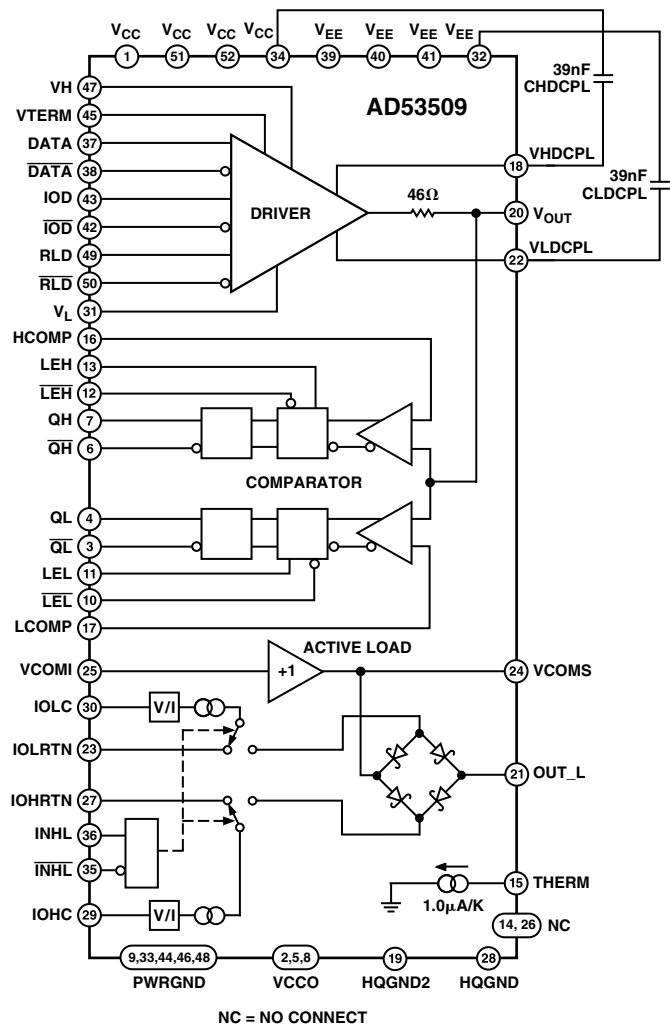 VCC VCC VCC VCC VEE VEE VEE VEE
1 51 52 34 39 40 41 32
39nF
CHDCPL
39nF
CLDCPL
AD53509
VH 47
VTERM 45
DATA 37
DATA 38
IOD 43
IOD 42
RLD 49
RLD 50
VL 31
DRIVER
46Ω
18 VHDCPL
20 VOUT
22 VLDCPL
HCOMP 16
LEH 13
LEH 12
QH 7
QH 6
COMPARATOR
QL 4
QL 3
LEL 11
LEL 10
LCOMP 17
ACTIVE LOAD
VCOMI 25
+1
24 VCOMS
IOLC 30
V/I
IOLRTN 23
21 OUT_L
IOHRTN 27
INHL 36
INHL 35
IOHC 29
V/I
1.0μA/K
15 THERM
14, 26 NC
9,33,44,46,48 2,5,8 19 28
PWRGND VCCO HQGND2 HQGND
NC = NO CONNECT